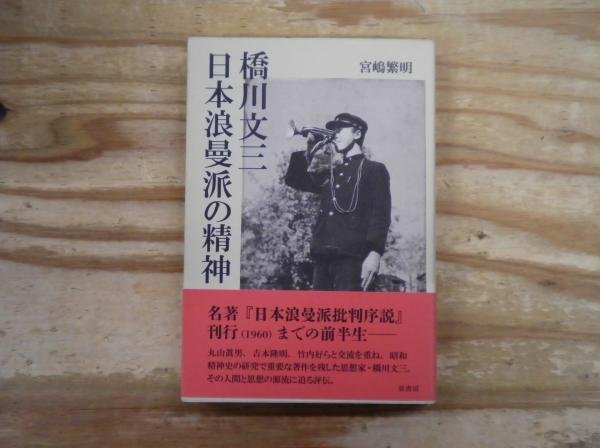 橋川文三
日本浪曼派の精神
宮嶋繁明
名著『日本浪曼派批判序説』
刊行(1960)までの前半生——
丸山眞男、吉本隆明、竹内好らと交流を重ね、昭和
精神史の研究で重要な著作を残した思想家・橋川文三。
その人間と思想の源流に迫る評伝。
弦書房